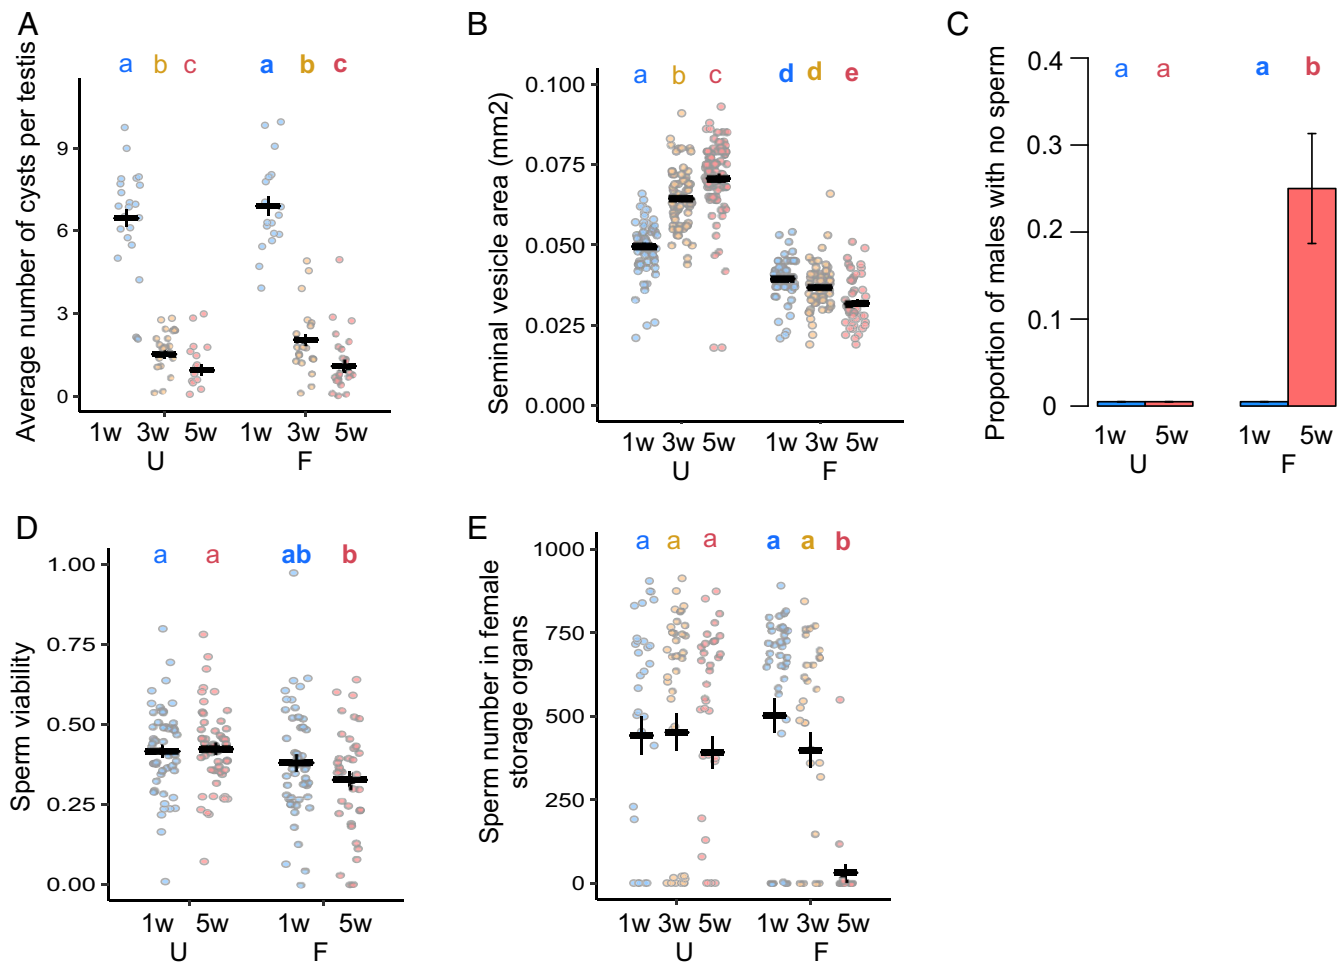 A
a b c a b c
Average number of cysts per testis
9
6
3
0
1w 3w 5w 1w 3w 5w
U F
B
a b c d d e
Seminal vesicle area (mm2)
0.100
0.075
0.050
0.025
0.000
1w 3w 5w 1w 3w 5w
U F
C
a a a b
Proportion of males with no sperm
0.4
0.3
0.2
0.1
0
1w 5w 1w 5w
U F
D
a a ab b
Sperm viability
1.00
0.75
0.50
0.25
0.00
1w 5w 1w 5w
U F
E
a a a a a b
Sperm number in female
storage organs
1000
750
500
250
0
1w 3w 5w 1w 3w 5w
U F